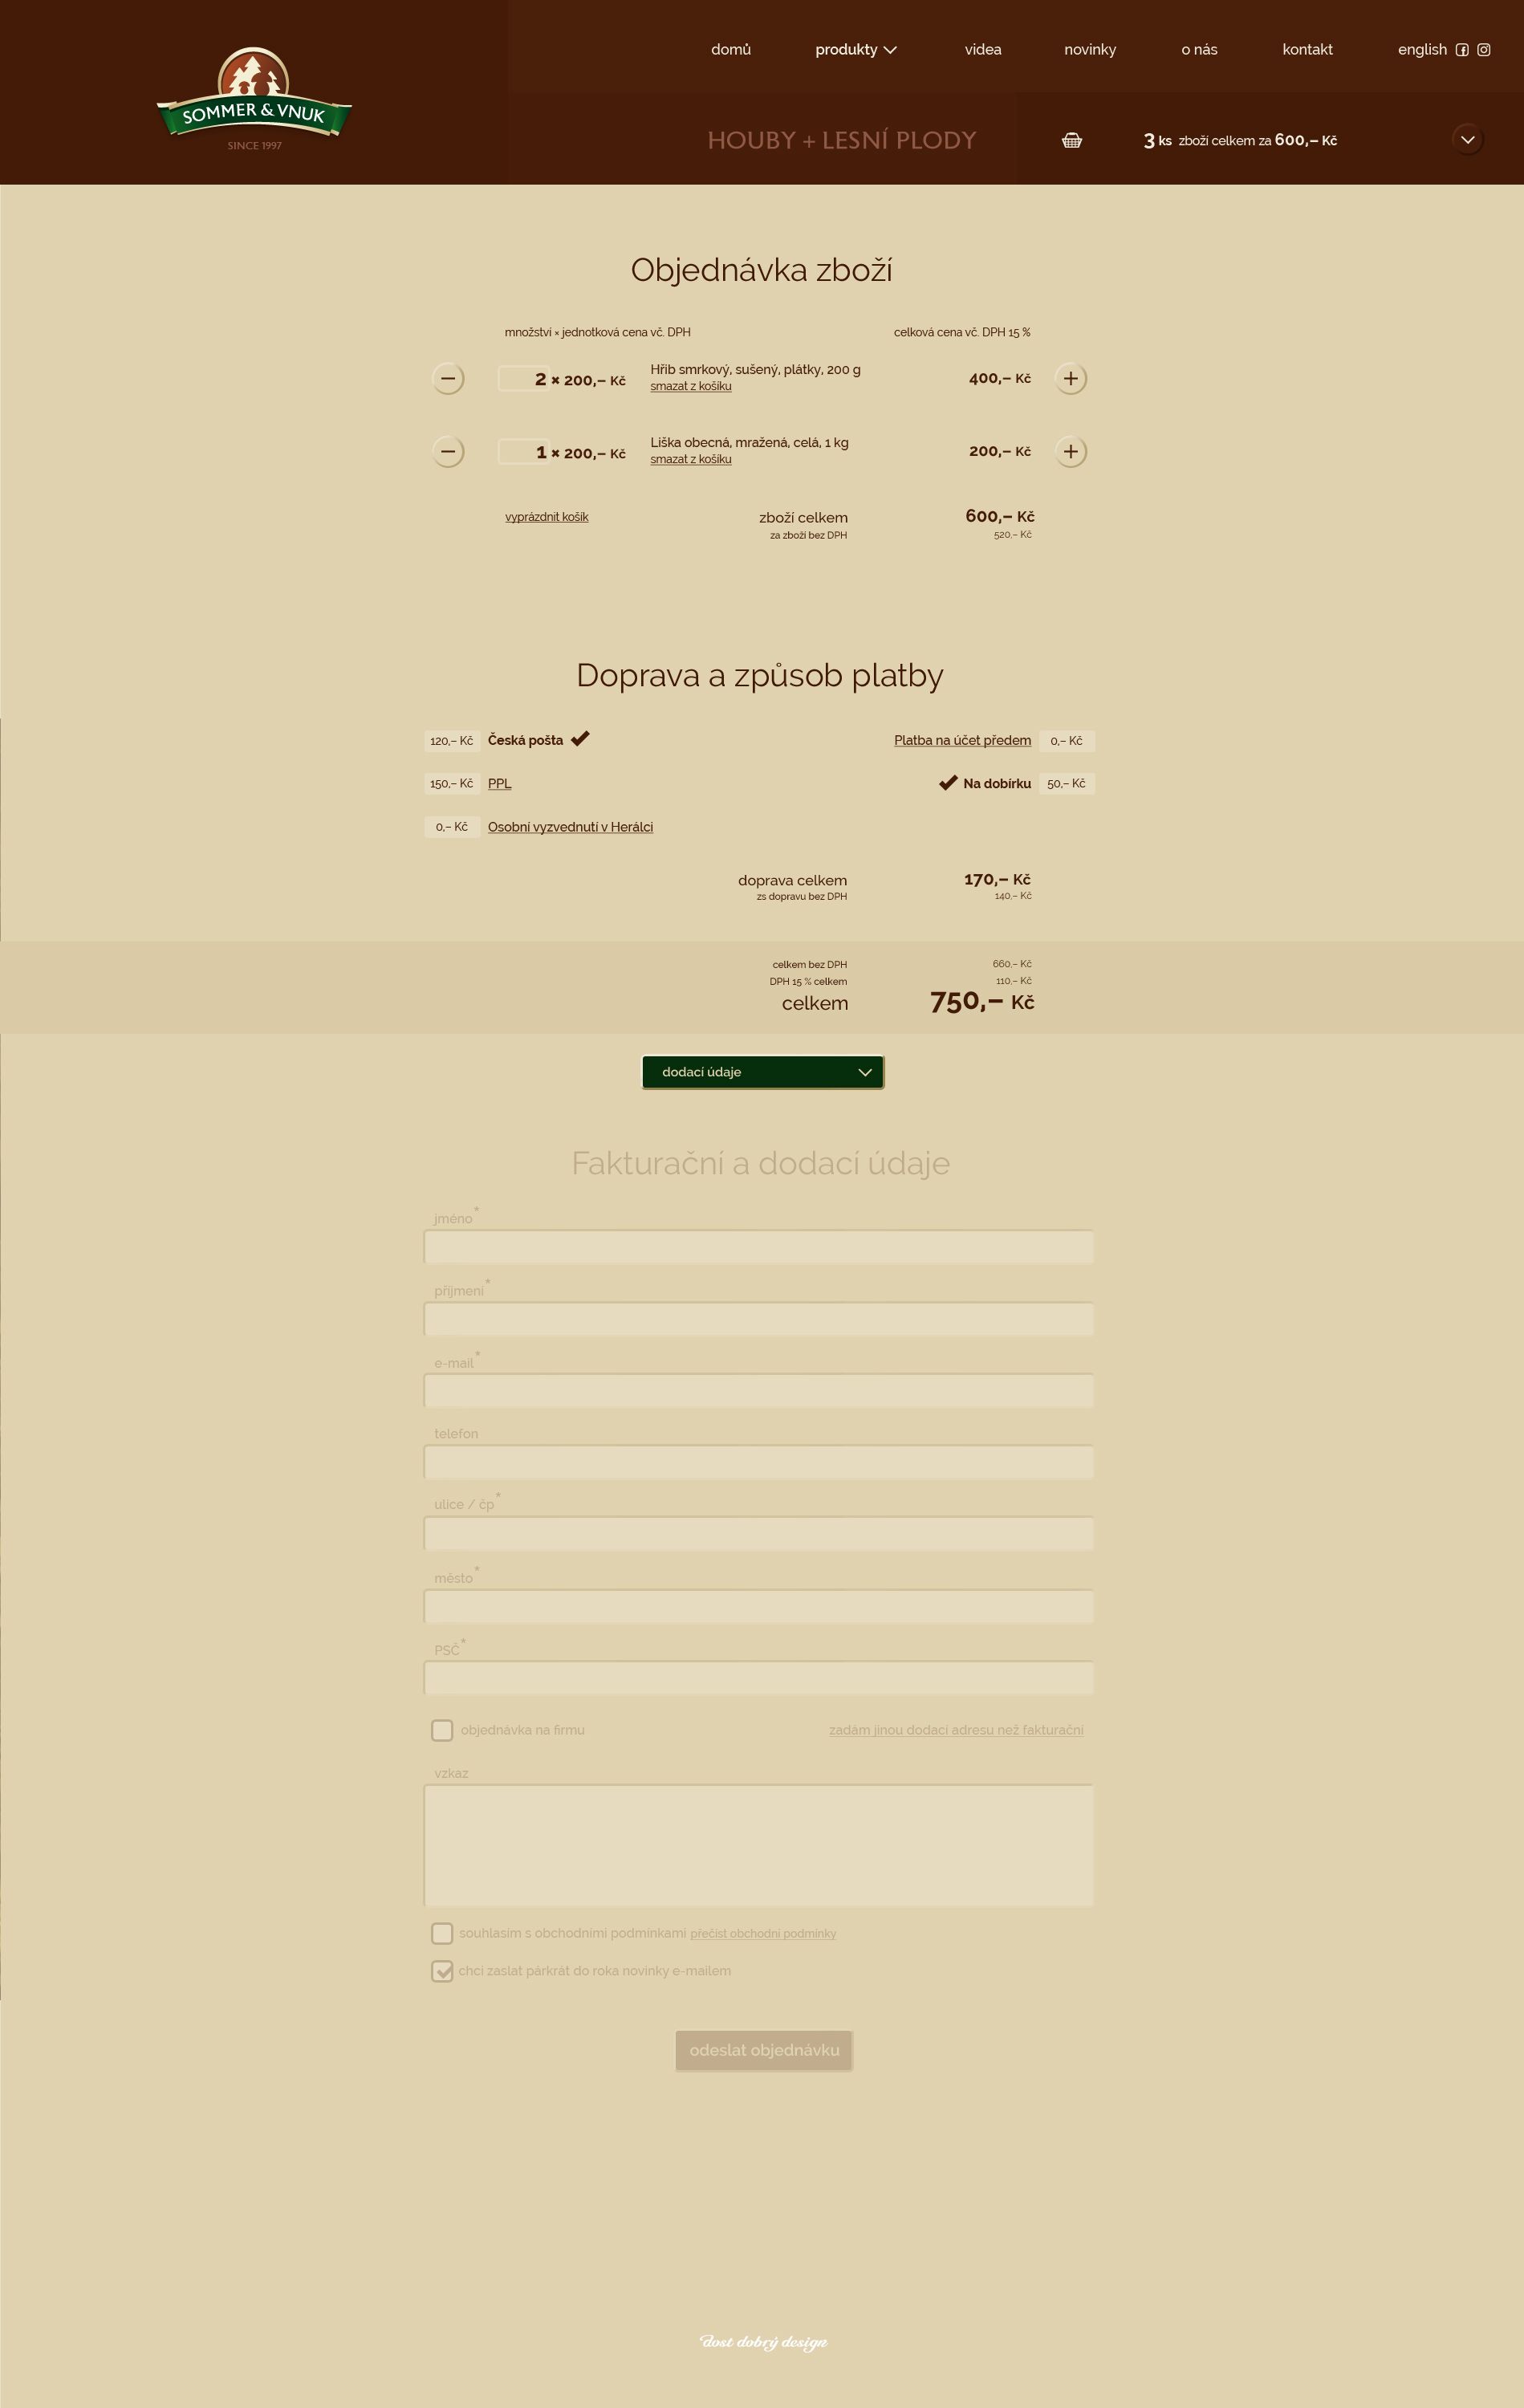 domů produkty videa novinky o nás kontakt english
SOMMER & VNUK
SINCE 1997
HOUBY + LESNÍ PLODY
3 ks zboží celkem za 600,– Kč
Objednávka zboží
množství × jednotková cena vč. DPH celková cena vč. DPH 15 %
2 × 200,– Kč Hřib smrkový, sušený, plátky, 200 g 400,– Kč
smazat z košíku
1 × 200,– Kč Liška obecná, mražená, celá, 1 kg 200,– Kč
smazat z košíku
vyprázdnit košík zboží celkem 600,– Kč
za zboží bez DPH 520,– Kč
Doprava a způsob platby
120,– Kč Česká pošta Platba na účet předem 0,– Kč
150,– Kč PPL Na dobírku 50,– Kč
0,– Kč Osobní vyzvednutí v Herálci
doprava celkem 170,– Kč
zs dopravu bez DPH 140,– Kč
celkem bez DPH 660,– Kč
DPH 15 % celkem 110,– Kč
celkem 750,– Kč
dodací údaje
Fakturační a dodací údaje
jméno*
příjmení*
e-mail*
telefon
ulice / čp*
město*
PSČ*
objednávka na firmu zadám jinou dodací adresu než fakturační
vzkaz
souhlasím s obchodními podmínkami přečíst obchodní podmínky
chci zaslat párkrát do roka novinky e-mailem
odeslat objednávku
dost dobrý design